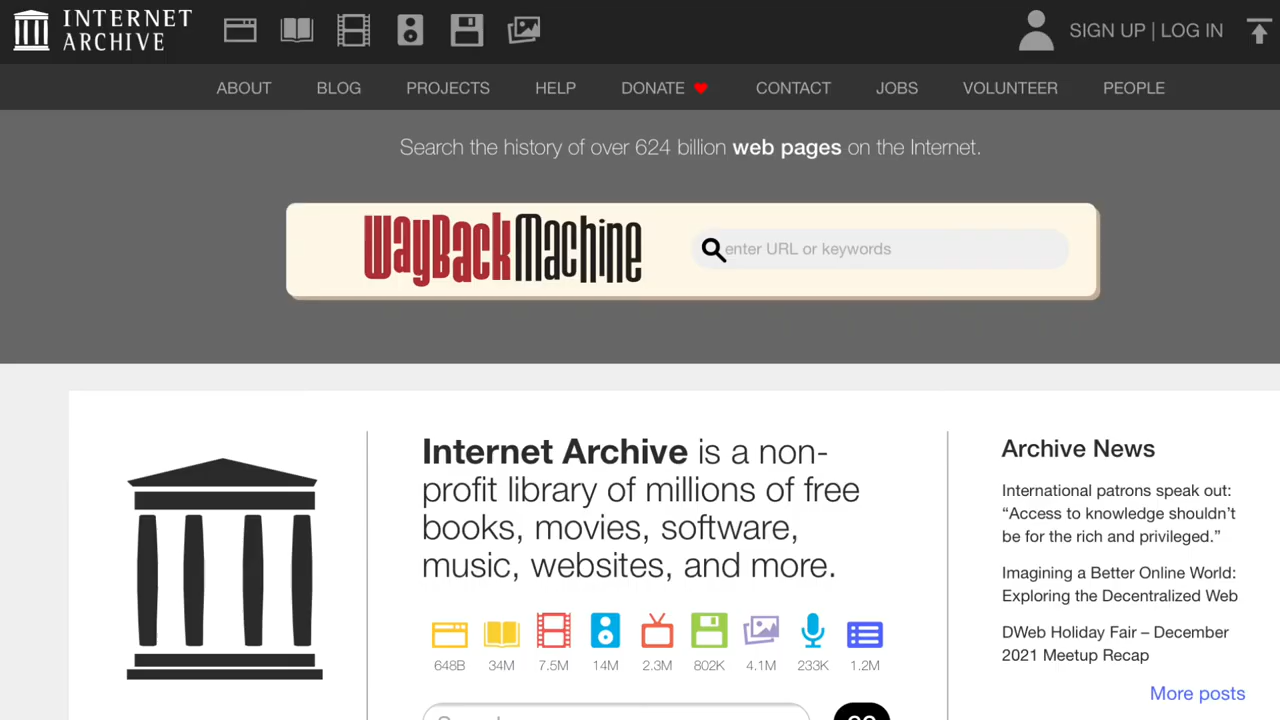 INTERNET
ARCHIVE
SIGN UP | LOG IN
ABOUT BLOG PROJECTS HELP DONATE CONTACT JOBS VOLUNTEER PEOPLE
Search the history of over 624 billion web pages on the Internet.
WayBackMachine
enter URL or keywords
Internet Archive is a non-
profit library of millions of free
books, movies, software,
music, websites, and more.
648B 34M 7.5M 14M 2.3M 802K 4.1M 233K 1.2M
Archive News
International patrons speak out:
“Access to knowledge shouldn’t
be for the rich and privileged.”
Imagining a Better Online World:
Exploring the Decentralized Web
DWeb Holiday Fair – December
2021 Meetup Recap
More posts